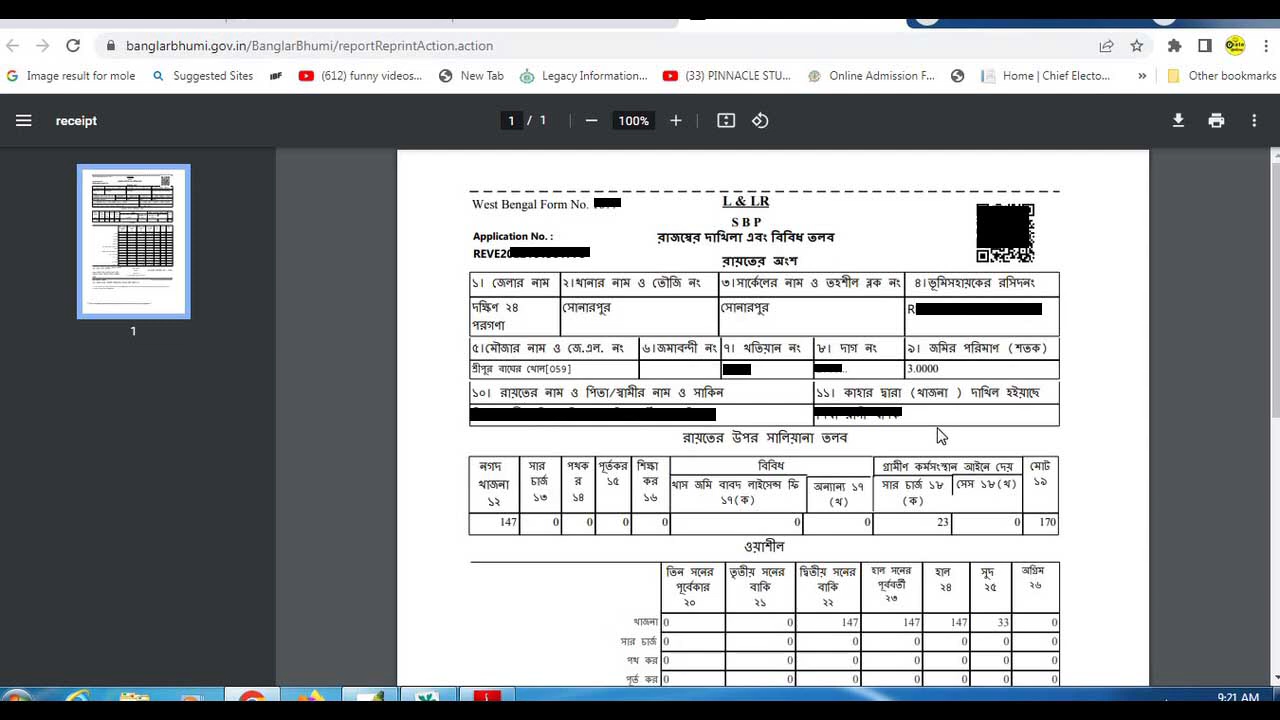 banglarbhumi.gov.in/BanglarBhumi/reportReprintAction.action
Image result for mole Suggested Sites (612) funny videos... New Tab Legacy Information... (33) PINNACLE STU... Online Admission F... Home | Chief Electo... » Other bookmarks
receipt 1 / 1 — 100% +
1
West Bengal Form No.
L & LR
S B P
Application No. :
রাজস্বের দাখিলা এবং বিবিধ তলব
REVE20
রায়তের অংশ
১। জেলার নাম ২।থানার নাম ও তৌজি নং ৩।সার্কেলের নাম ও তহশীল ব্লক নং ৪।ভূমিসহায়কের রসিদনং
দক্ষিণ ২৪ পরগণা সোনারপুর সোনারপুর R
৫।মৌজার নাম ও জে.এল. নং ৬।জমাবন্দী নং ৭। খতিয়ান নং ৮। দাগ নং ৯। জমির পরিমাণ (শতক)
শ্রীপুর বাঘের খোল[059] .. 3.0000
১০। রায়তের নাম ও পিতা/স্বামীর নাম ও সাকিন ১১। কাহার দ্বারা (খাজনা ) দাখিল হইয়াছে
রায়তের উপর সালিয়ানা তলব
নগদ খাজনা ১২ সার চার্জ ১৩ পথকর ১৪ পূর্তকর ১৫ শিক্ষা কর ১৬ বিবিধ গ্রামীণ কর্মসংস্থান আইনে দেয় মোট ১৯
খাস জমি বাবদ লাইসেন্স ফি ১৭(ক) অন্যান্য ১৭ (খ) সার চার্জ ১৮ (ক) সেস ১৮(খ)
147 0 0 0 0 0 0 23 0 170
ওয়াশীল
তিন সনের পূর্বেকার ২০ তৃতীয় সনের বাকি ২১ দ্বিতীয় সনের বাকি ২২ হাল সনের পূর্ববর্তী ২৩ হাল ২৪ সুদ ২৫ অগ্রিম ২৬
খাজনা 0 0 147 147 147 33 0
সার চার্জ 0 0 0 0 0 0 0
পথ কর 0 0 0 0 0 0 0
পূর্ত কর 0 0 0 0 0 0 0
9:21 AM